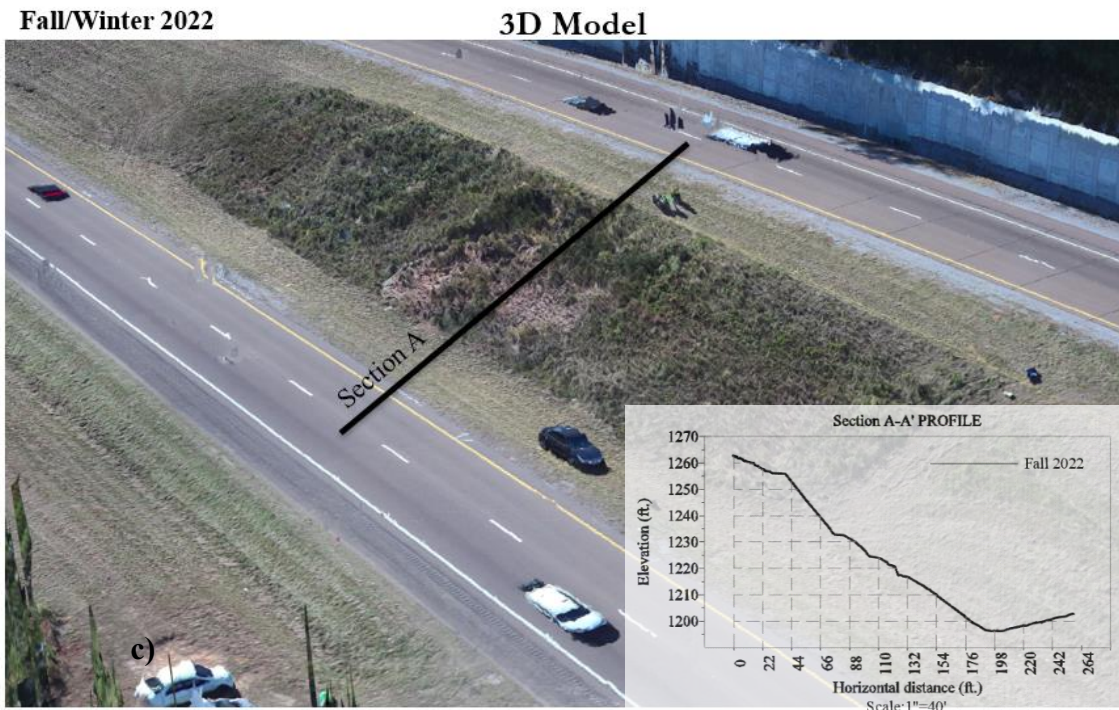 Fall/Winter 2022
3D Model
Section A
c)
Section A-A' PROFILE
Fall 2022
Elevation (ft.)
1270
1260
1250
1240
1230
1220
1210
1200
0 22 44 66 88 110 132 154 176 198 220 242 264
Horizontal distance (ft.)
Scale:1"=40'